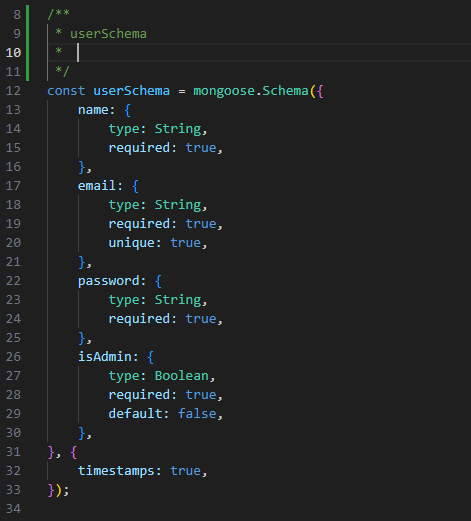 8 /**
9  * userSchema
10  *
11  */
12 const userSchema = mongoose.Schema({
13     name: {
14         type: String,
15         required: true,
16     },
17     email: {
18         type: String,
19         required: true,
20         unique: true,
21     },
22     password: {
23         type: String,
24         required: true,
25     },
26     isAdmin: {
27         type: Boolean,
28         required: true,
29         default: false,
30     },
31 }, {
32     timestamps: true,
33 });
34